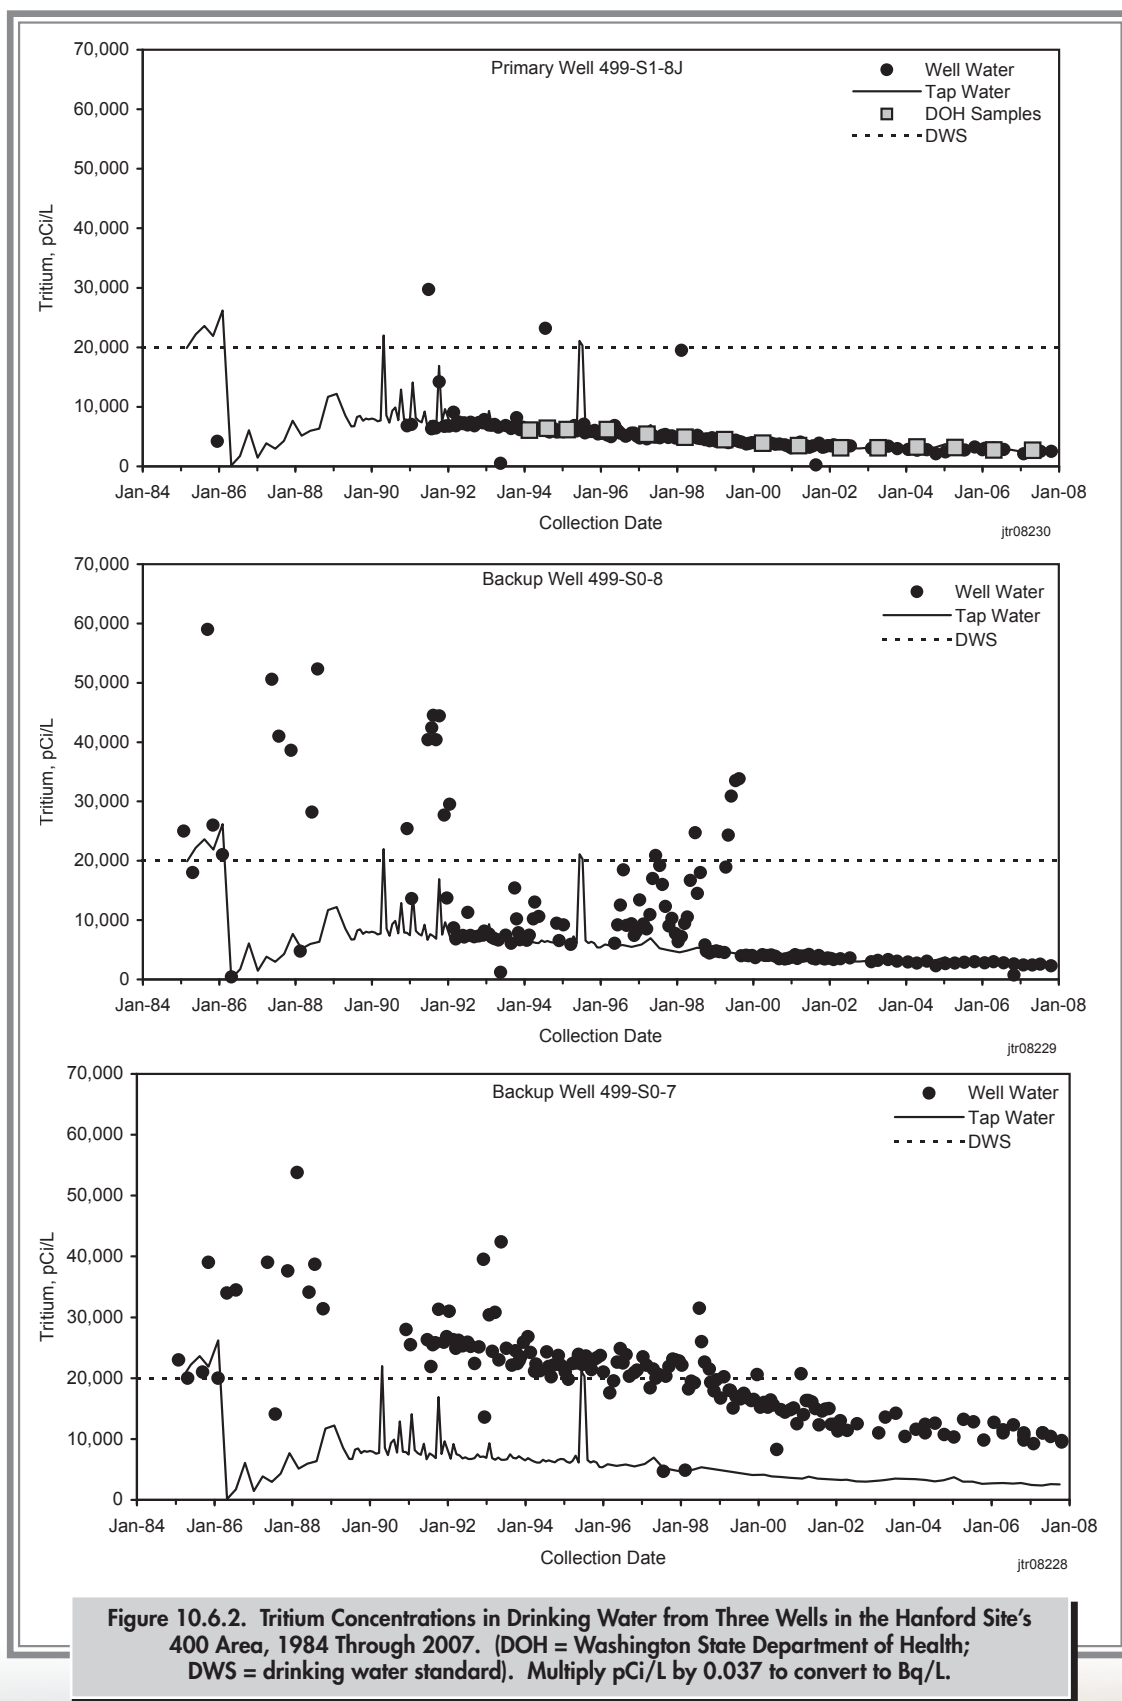 70,000
60,000
50,000
40,000
30,000
20,000
10,000
0
Tritium, pCi/L
Primary Well 499-S1-8J
Well Water
Tap Water
DOH Samples
DWS
Jan-84 Jan-86 Jan-88 Jan-90 Jan-92 Jan-94 Jan-96 Jan-98 Jan-00 Jan-02 Jan-04 Jan-06 Jan-08
Collection Date
jtr08230
70,000
60,000
50,000
40,000
30,000
20,000
10,000
0
Tritium, pCi/L
Backup Well 499-S0-8
Well Water
Tap Water
DWS
Jan-84 Jan-86 Jan-88 Jan-90 Jan-92 Jan-94 Jan-96 Jan-98 Jan-00 Jan-02 Jan-04 Jan-06 Jan-08
Collection Date
jtr08229
70,000
60,000
50,000
40,000
30,000
20,000
10,000
0
Tritium, pCi/L
Backup Well 499-S0-7
Well Water
Tap Water
DWS
Jan-84 Jan-86 Jan-88 Jan-90 Jan-92 Jan-94 Jan-96 Jan-98 Jan-00 Jan-02 Jan-04 Jan-06 Jan-08
Collection Date
jtr08228
Figure 10.6.2. Tritium Concentrations in Drinking Water from Three Wells in the Hanford Site's
400 Area, 1984 Through 2007. (DOH = Washington State Department of Health;
DWS = drinking water standard). Multiply pCi/L by 0.037 to convert to Bq/L.